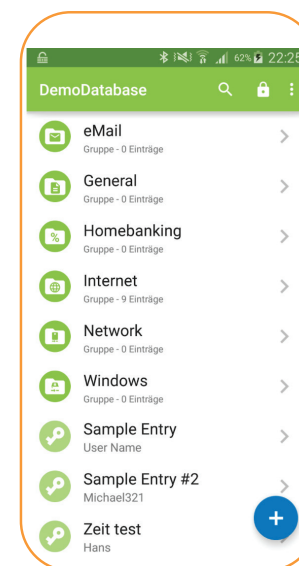 62% 22:25
DemoDatabase
eMail
Gruppe - 0 Einträge
General
Gruppe - 0 Einträge
Homebanking
Gruppe - 0 Einträge
Internet
Gruppe - 9 Einträge
Network
Gruppe - 0 Einträge
Windows
Gruppe - 0 Einträge
Sample Entry
User Name
Sample Entry #2
Michael321
Zeit test
Hans